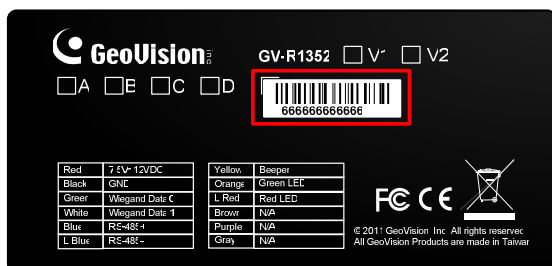 GeoVision inc GV-R1352 V1 V2
A B C D
666666666666
Red 7.5V~12VDC Yellow Beeper
Black GND Orange Green LED
Green Wiegand Data 0 L Red Red LED
White Wiegand Data 1 Brown N/A
Blue RS-485+ Purple N/A
L Blue RS-485- Gray N/A
FC CE
© 2011 GeoVision Inc All rights reserved
All GeoVision Products are made in Taiwan